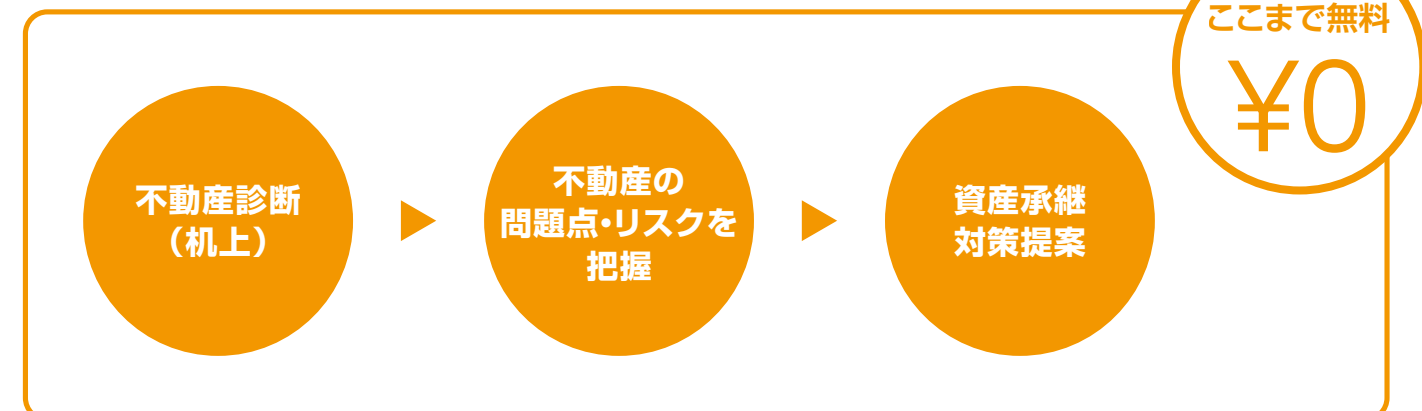 ここまで無料
¥0
不動産診断
（机上）
不動産の
問題点・リスクを
把握
資産承継
対策提案